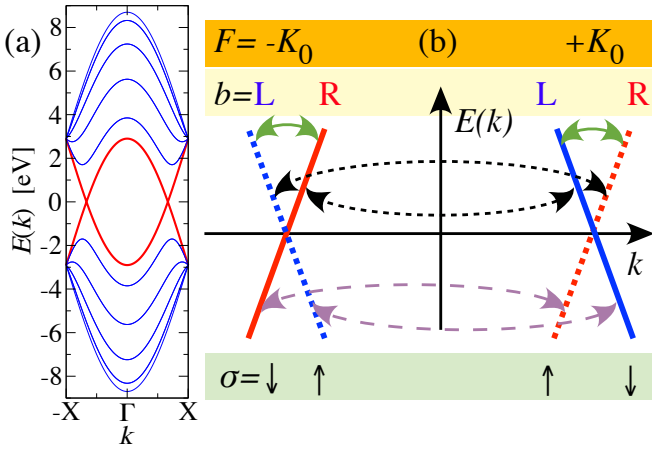 (a)
E(k) [eV]
8
6
4
2
0
-2
-4
-6
-8
-X Γ X
k
F= -K₀ (b) +K₀
b= L R L R
E(k)
k
σ= ↓ ↑ ↑ ↓